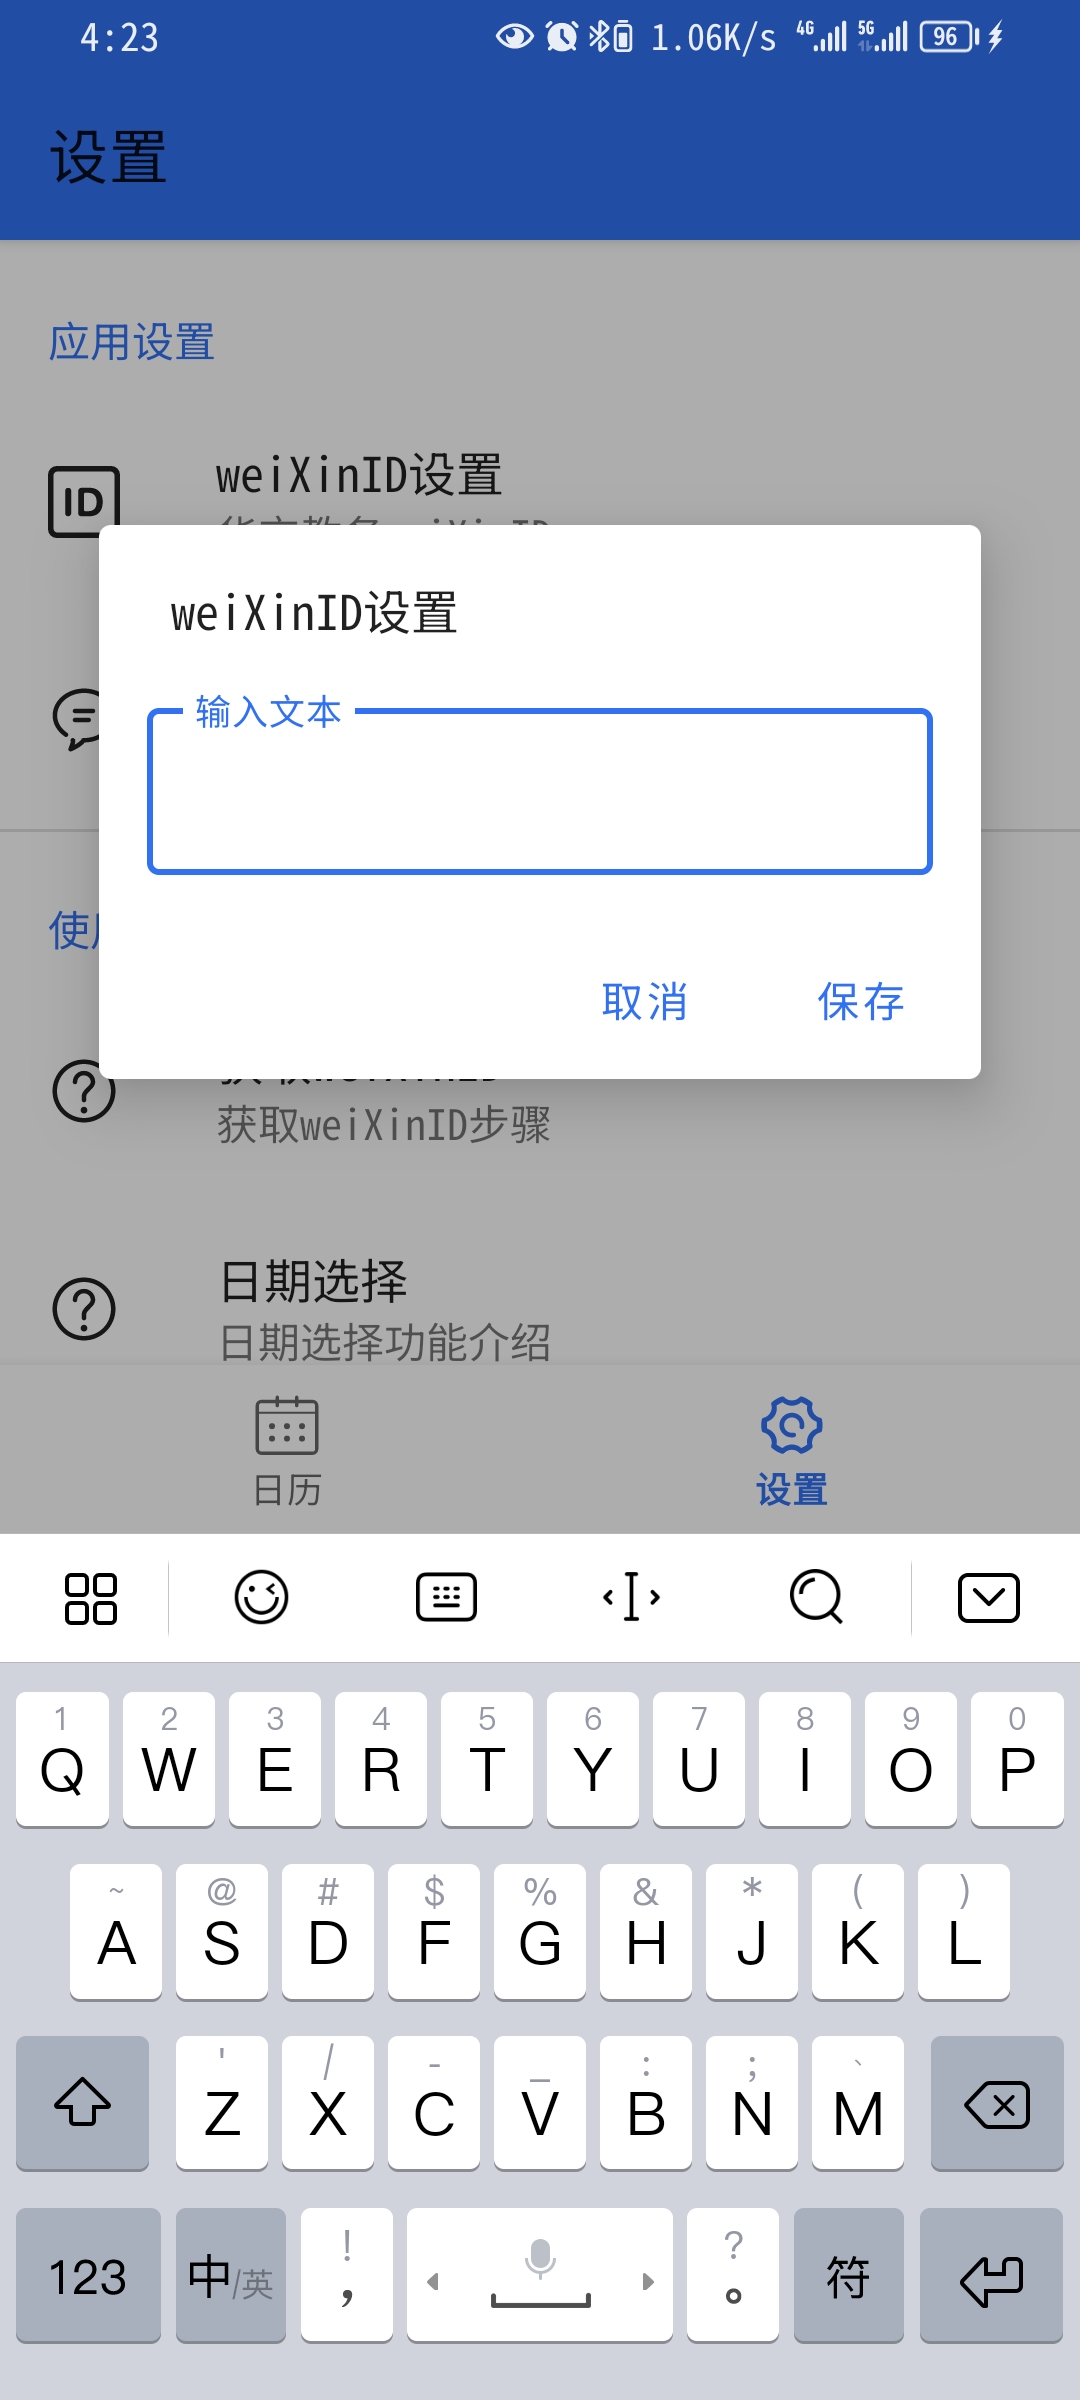 4:23 1.06K/s 4G 5G 96
设置
应用设置
ID weiXinID设置
weiXinID设置
输入文本
取消 保存
获取weiXinID步骤
日期选择
日期选择功能介绍
日历 设置
1 2 3 4 5 6 7 8 9 0
Q W E R T Y U I O P
~ @ # $ % & * ( )
A S D F G H J K L
' / - _ : ; 、
Z X C V B N M
! ?
123 中/英 , 。 符